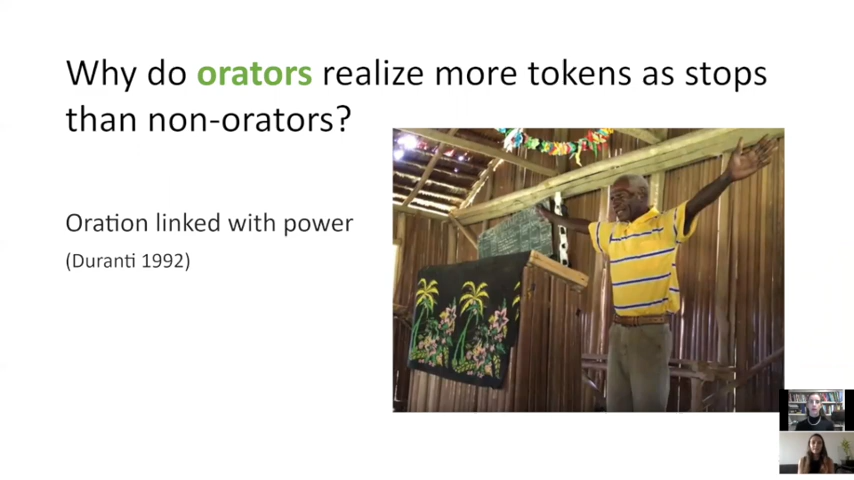 Why do orators realize more tokens as stops
than non-orators?
Oration linked with power
(Duranti 1992)